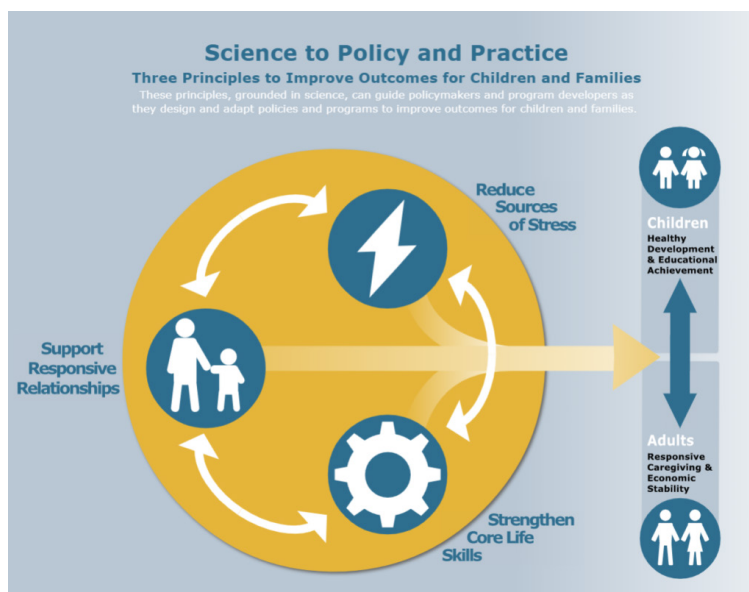 Science to Policy and Practice
Three Principles to Improve Outcomes for Children and Families
These principles, grounded in science, can guide policymakers and program developers as
they design and adapt policies and programs to improve outcomes for children and families.
Reduce
Sources
of Stress
Support
Responsive
Relationships
Strengthen
Core Life
Skills
Children
Healthy
Development
& Educational
Achievement
Adults
Responsive
Caregiving &
Economic
Stability